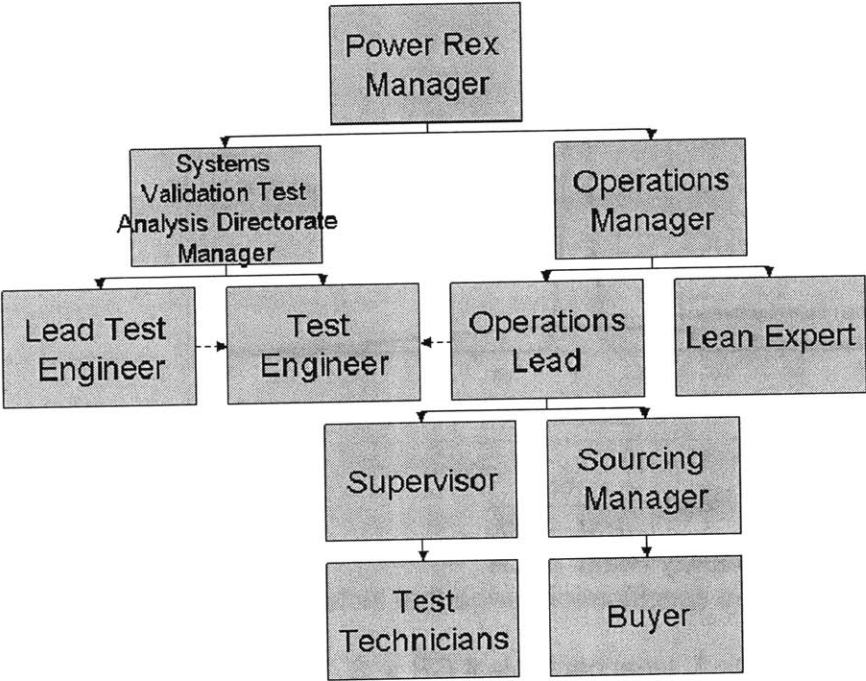 Power Rex
Manager
Systems
Validation Test
Analysis Directorate
Manager
Operations
Manager
Lead Test
Engineer
Test
Engineer
Operations
Lead
Lean Expert
Supervisor
Sourcing
Manager
Test
Technicians
Buyer